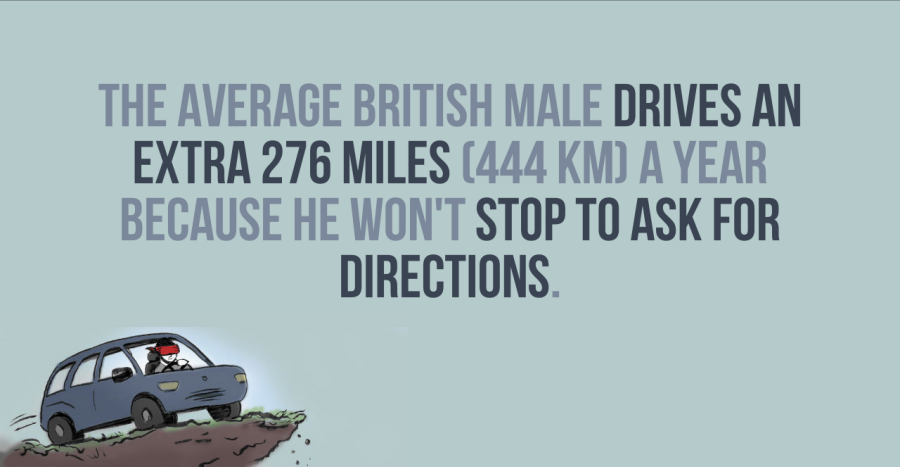 THE AVERAGE BRITISH MALE DRIVES AN
EXTRA 276 MILES (444 KM) A YEAR
BECAUSE HE WON'T STOP TO ASK FOR
DIRECTIONS.